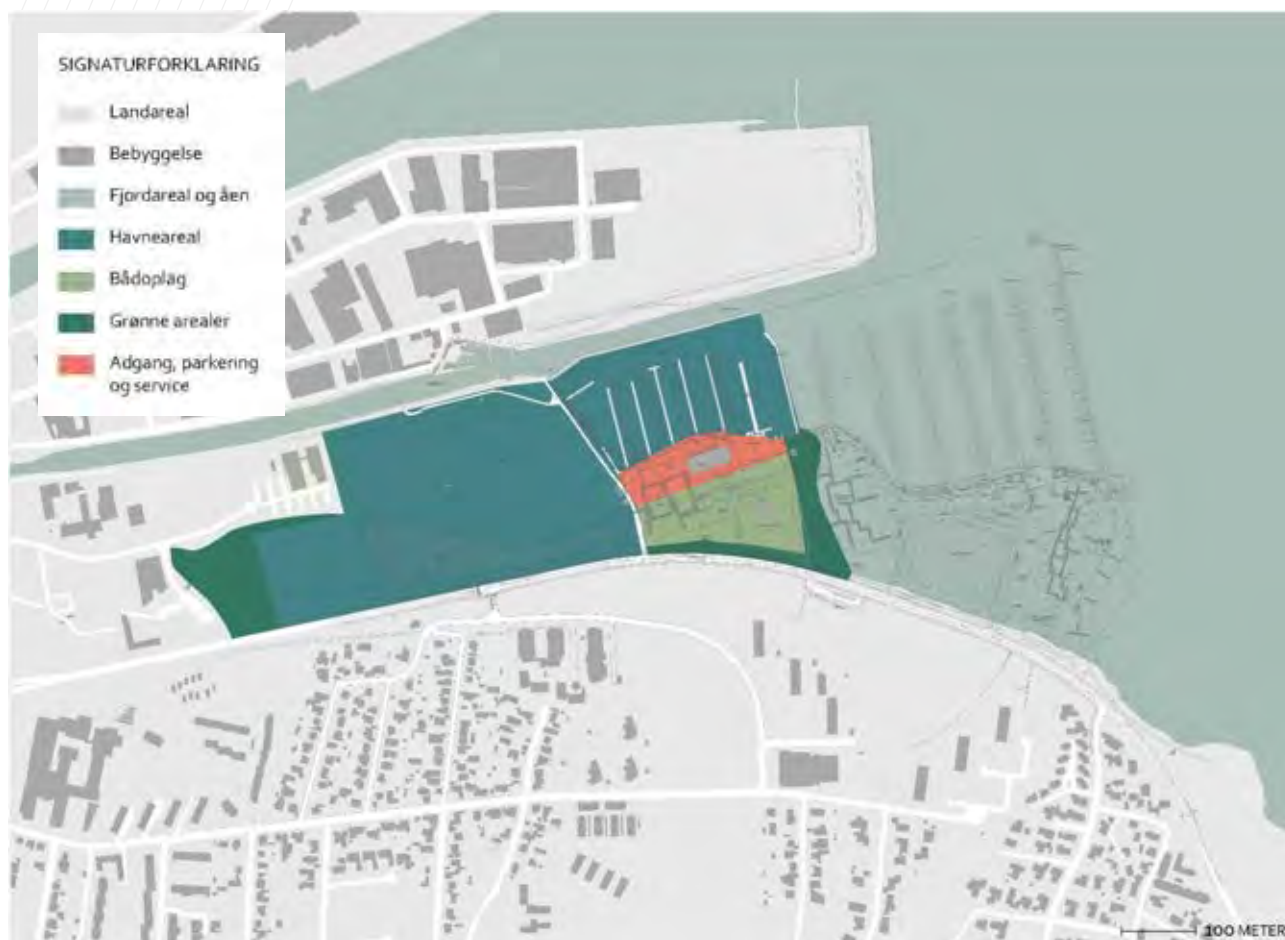 SIGNATURFORKLARING
Landareal
Bebyggelse
Fjordareal og åen
Havneareal
Bådoplag
Grønne arealer
Adgang, parkering
og service
100 METER